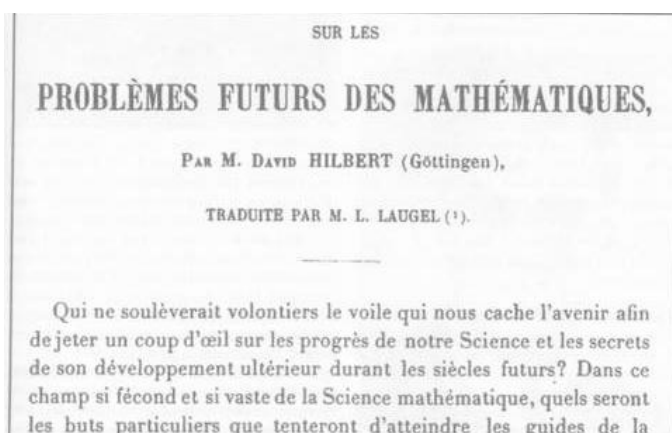 SUR LES
PROBLÈMES FUTURS DES MATHÉMATIQUES,
PAR M. DAVID HILBERT (Göttingen),
TRADUITE PAR M. L. LAUGEL (¹).
Qui ne soulèverait volontiers le voile qui nous cache l'avenir afin
de jeter un coup d'œil sur les progrès de notre Science et les secrets
de son développement ultérieur durant les siècles futurs? Dans ce
champ si fécond et si vaste de la Science mathématique, quels seront
les buts particuliers que tenteront d'atteindre les guides de la